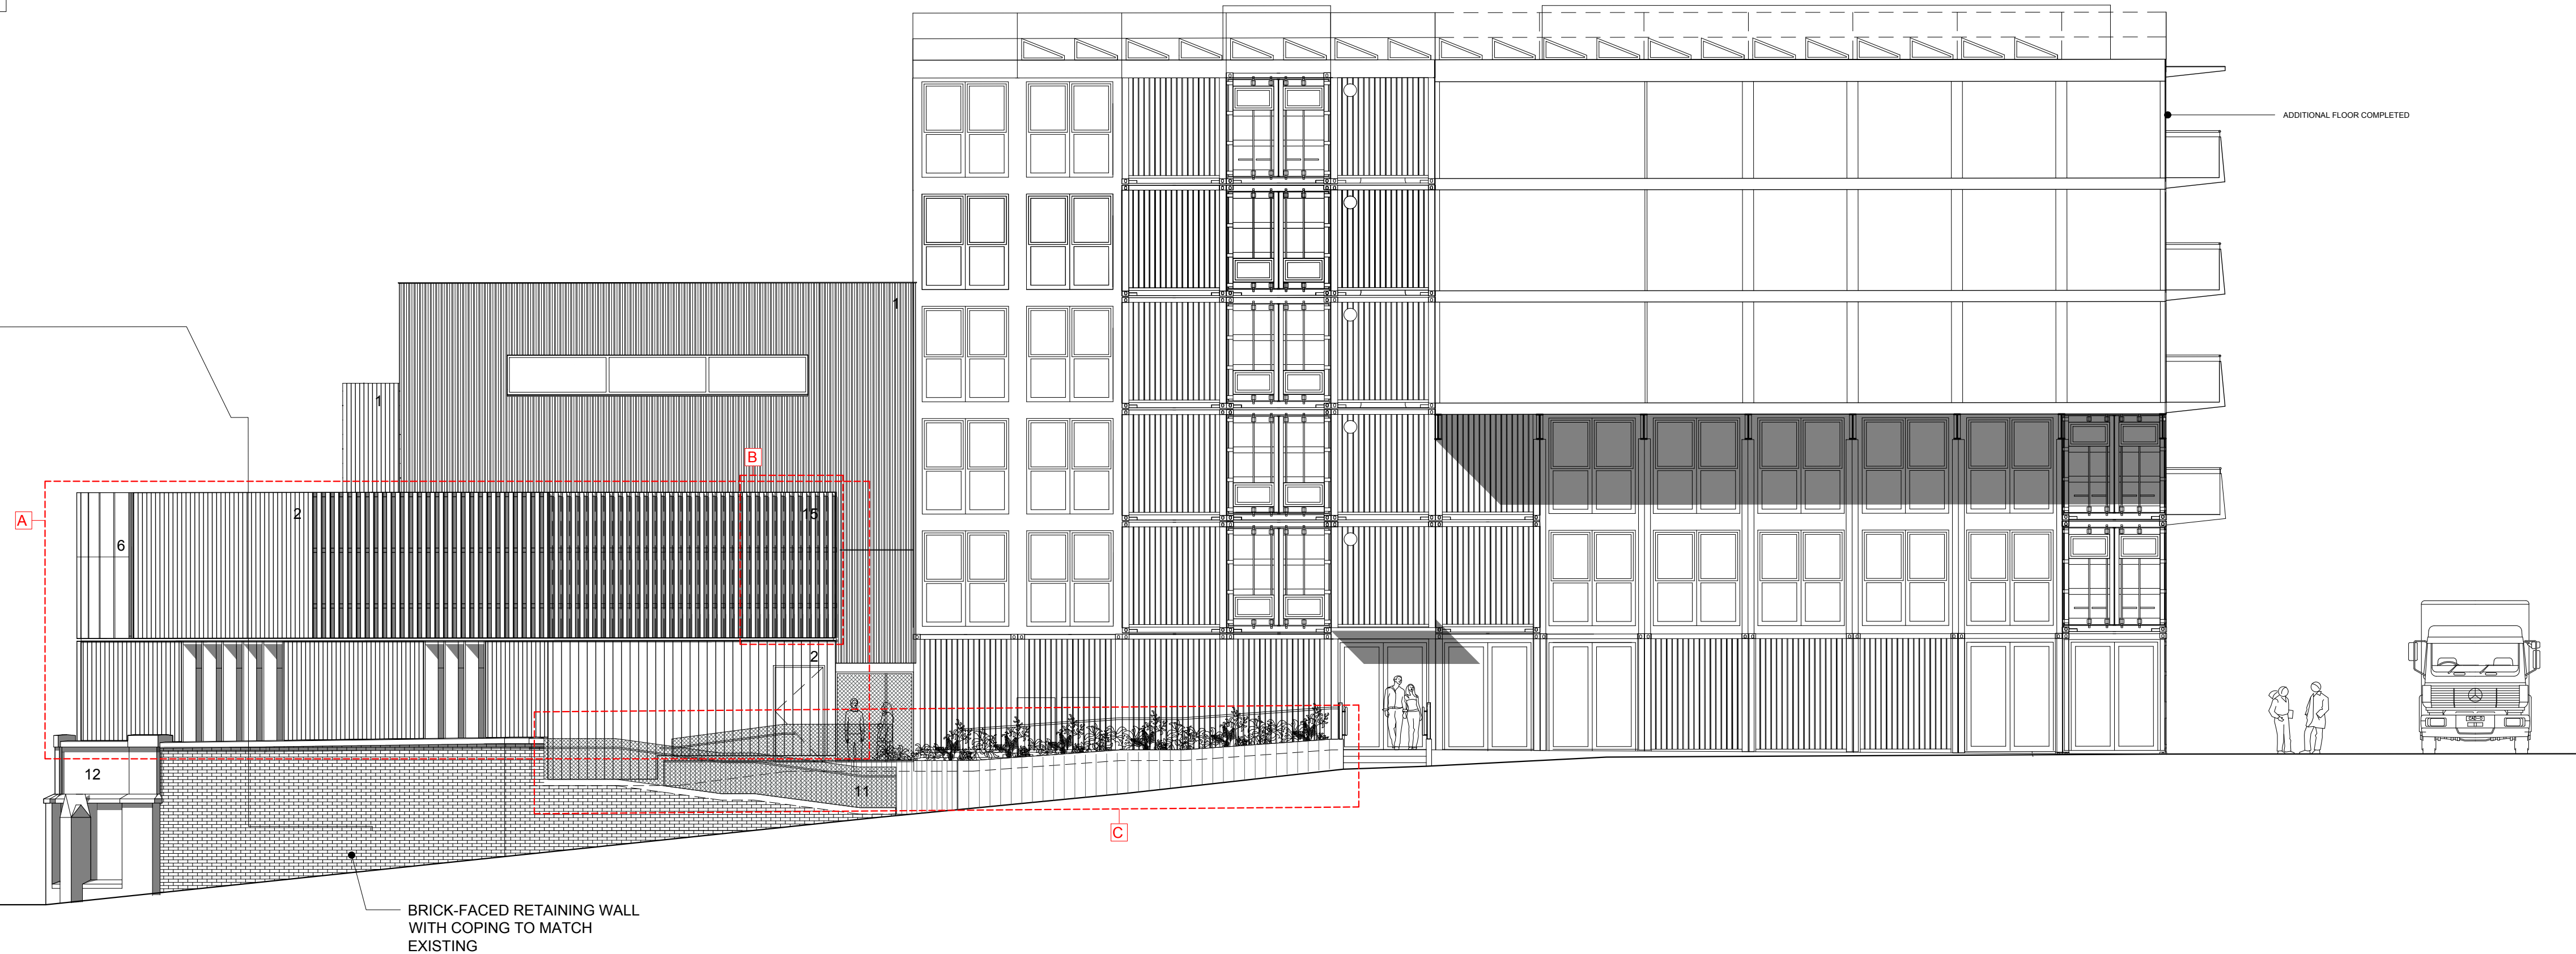 ADDITIONAL FLOOR COMPLETED
1
1
B
A
2
15
6
2
12
11
C
BRICK-FACED RETAINING WALL
WITH COPING TO MATCH
EXISTING